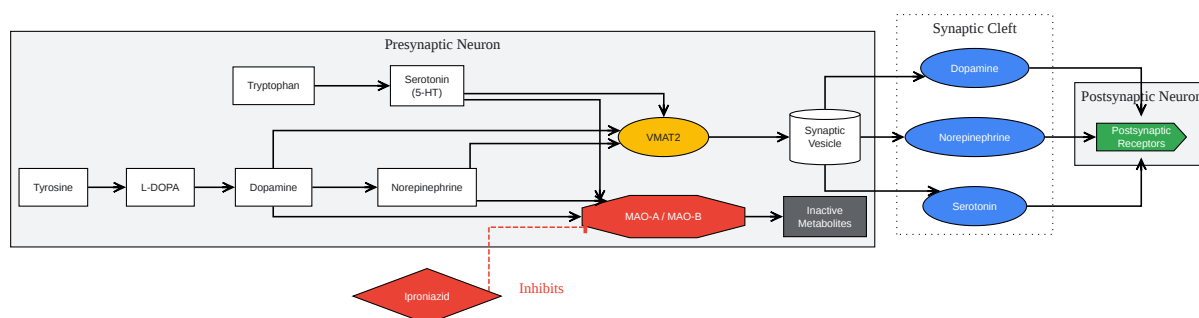 Synaptic Cleft
Presynaptic Neuron
Dopamine
Tryptophan
Serotonin
(5-HT)
Postsynaptic Neuron
VMAT2
Synaptic
Vesicle
Norepinephrine
Postsynaptic
Receptors
Tyrosine
L-DOPA
Dopamine
Norepinephrine
Serotonin
MAO-A / MAO-B
Inactive
Metabolites
Iproniazid
Inhibits